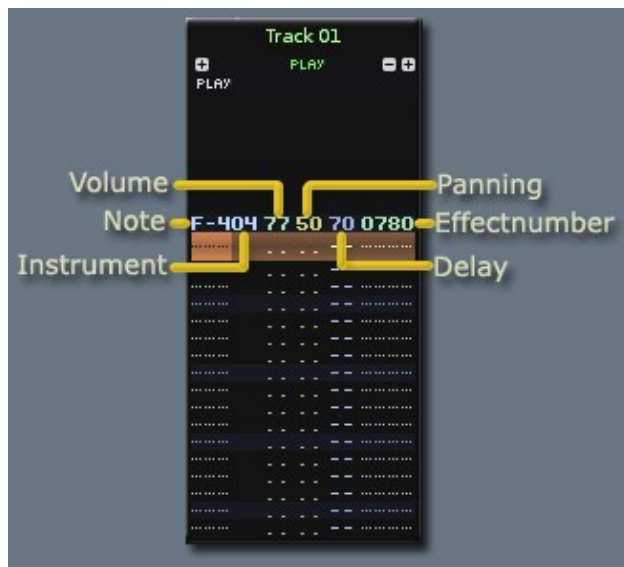 Track 01
PLAY
PLAY
Volume
Panning
Note
F-404 77 50 70 0780
Effectnumber
Instrument
Delay